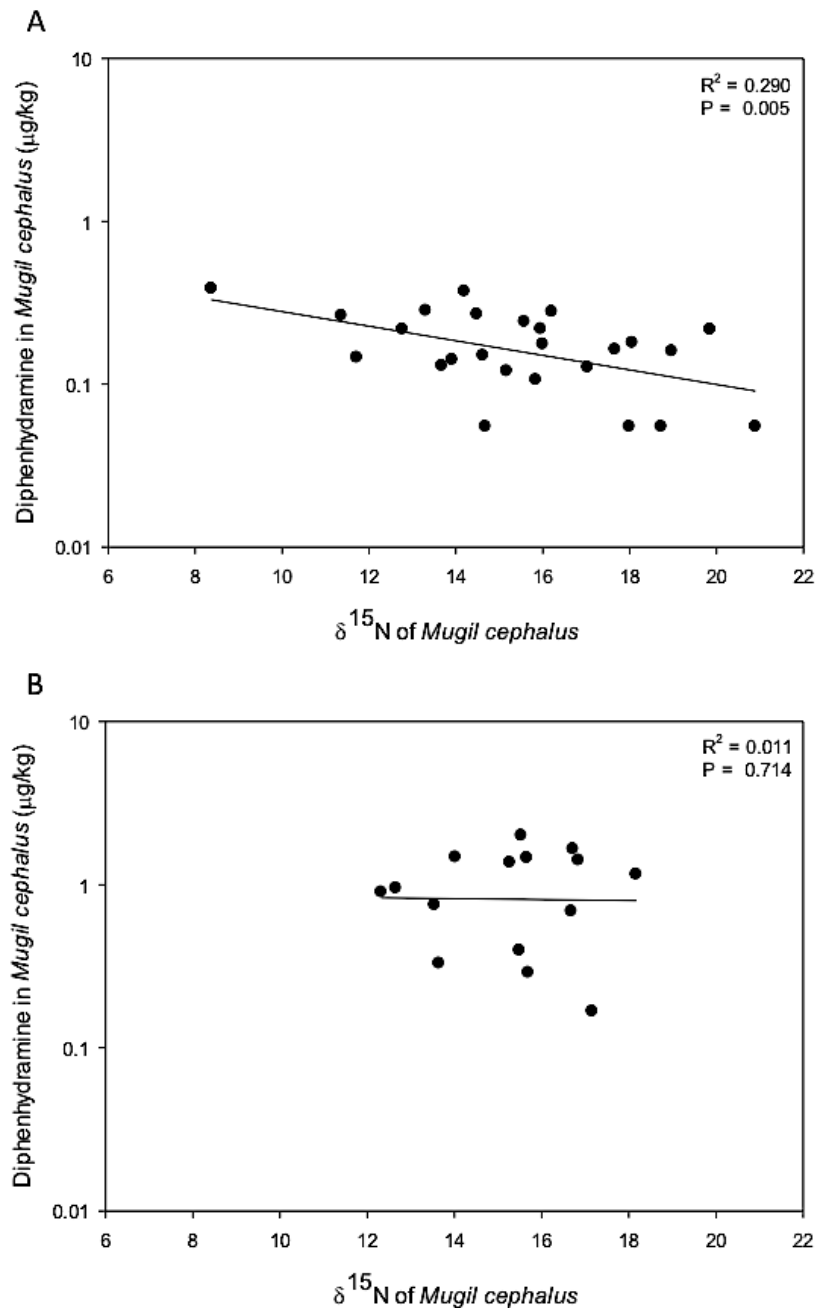 A
10
R² = 0.290
P = 0.005
1
0.1
0.01
Diphenhydramine in Mugil cephalus (μg/kg)
6 8 10 12 14 16 18 20 22
δ¹⁵N of Mugil cephalus
B
10
R² = 0.011
P = 0.714
1
0.1
0.01
Diphenhydramine in Mugil cephalus (μg/kg)
6 8 10 12 14 16 18 20 22
δ¹⁵N of Mugil cephalus